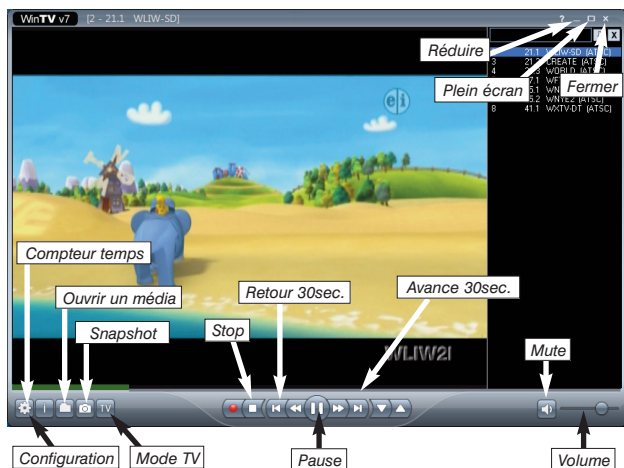 WinTV v7 [2 - 21.1 WLIW-SD] ?
Réduire
X
21.1 WLIW-SD (ATSC)
3 CREATE (ATSC)
4 WORLD (ATSC)
Plein écran
Fermer
8 41.1 WXTV-DT (ATSC)
e/i
Compteur temps
Ouvrir un média
Retour 30sec.
Avance 30sec.
Snapshot
Stop
WLIW21
Mute
i
TV
Configuration
Mode TV
Pause
Volume